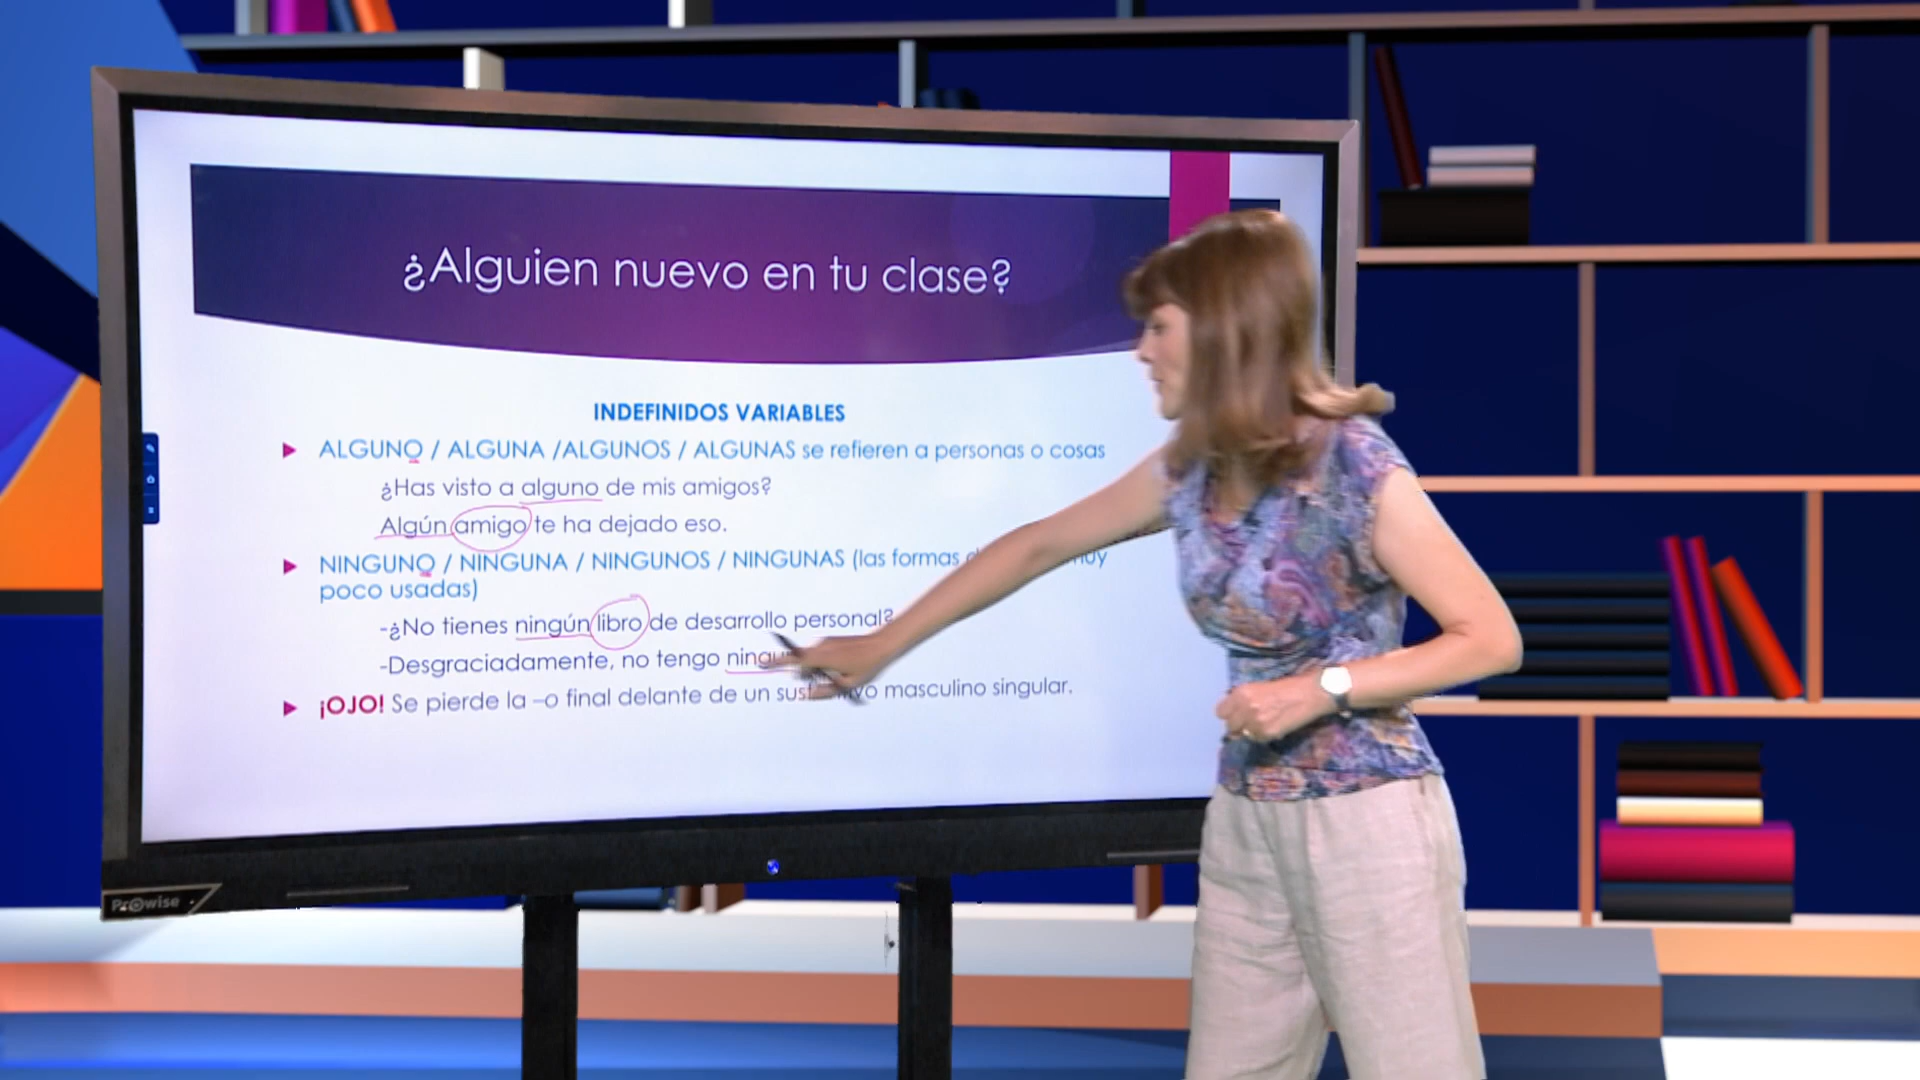 ¿Alguien nuevo en tu clase?
INDEFINIDOS VARIABLES
ALGUNO / ALGUNA /ALGUNOS / ALGUNAS se refieren a personas o cosas
¿Has visto a alguno de mis amigos?
Algún amigo te ha dejado eso.
NINGUNO / NINGUNA / NINGUNOS / NINGUNAS (las formas
poco usadas)
-¿No tienes ningún libro de desarrollo personal?
-Desgraciadamente, no tengo
¡OJO! Se pierde la –o final delante de un masculino singular.
Prowise